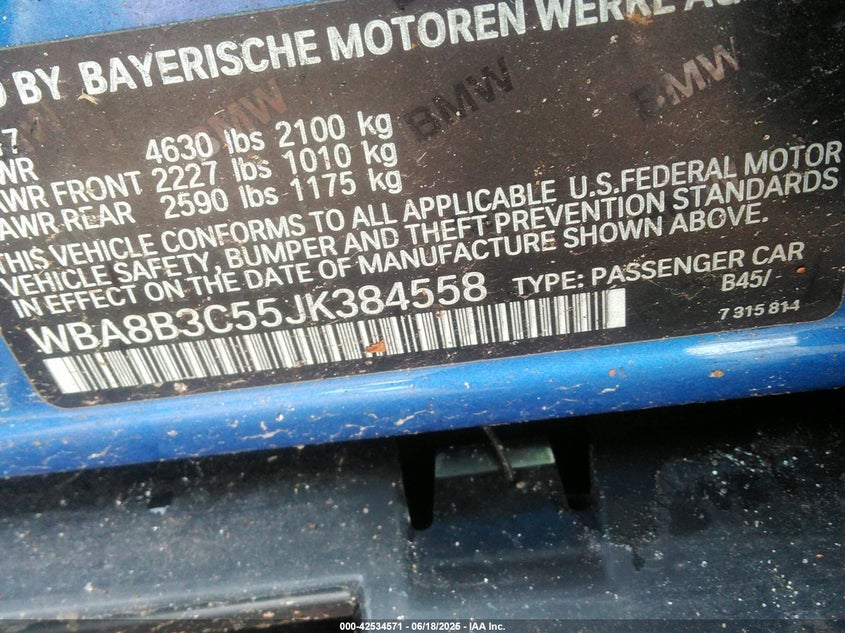 D BY BAYERISCHE MOTOREN WERKE AG
BMW BMW BMW
7
WR 4630 lbs 2100 kg
AWR FRONT 2227 lbs 1010 kg
AWR REAR 2590 lbs 1175 kg
THIS VEHICLE CONFORMS TO ALL APPLICABLE U.S.FEDERAL MOTOR
VEHICLE SAFETY, BUMPER AND THEFT PREVENTION STANDARDS
IN EFFECT ON THE DATE OF MANUFACTURE SHOWN ABOVE.
WBA8B3C55JK384558 TYPE: PASSENGER CAR
B45/
7 315 814
000-42534571 - 06/18/2025 - IAA Inc.